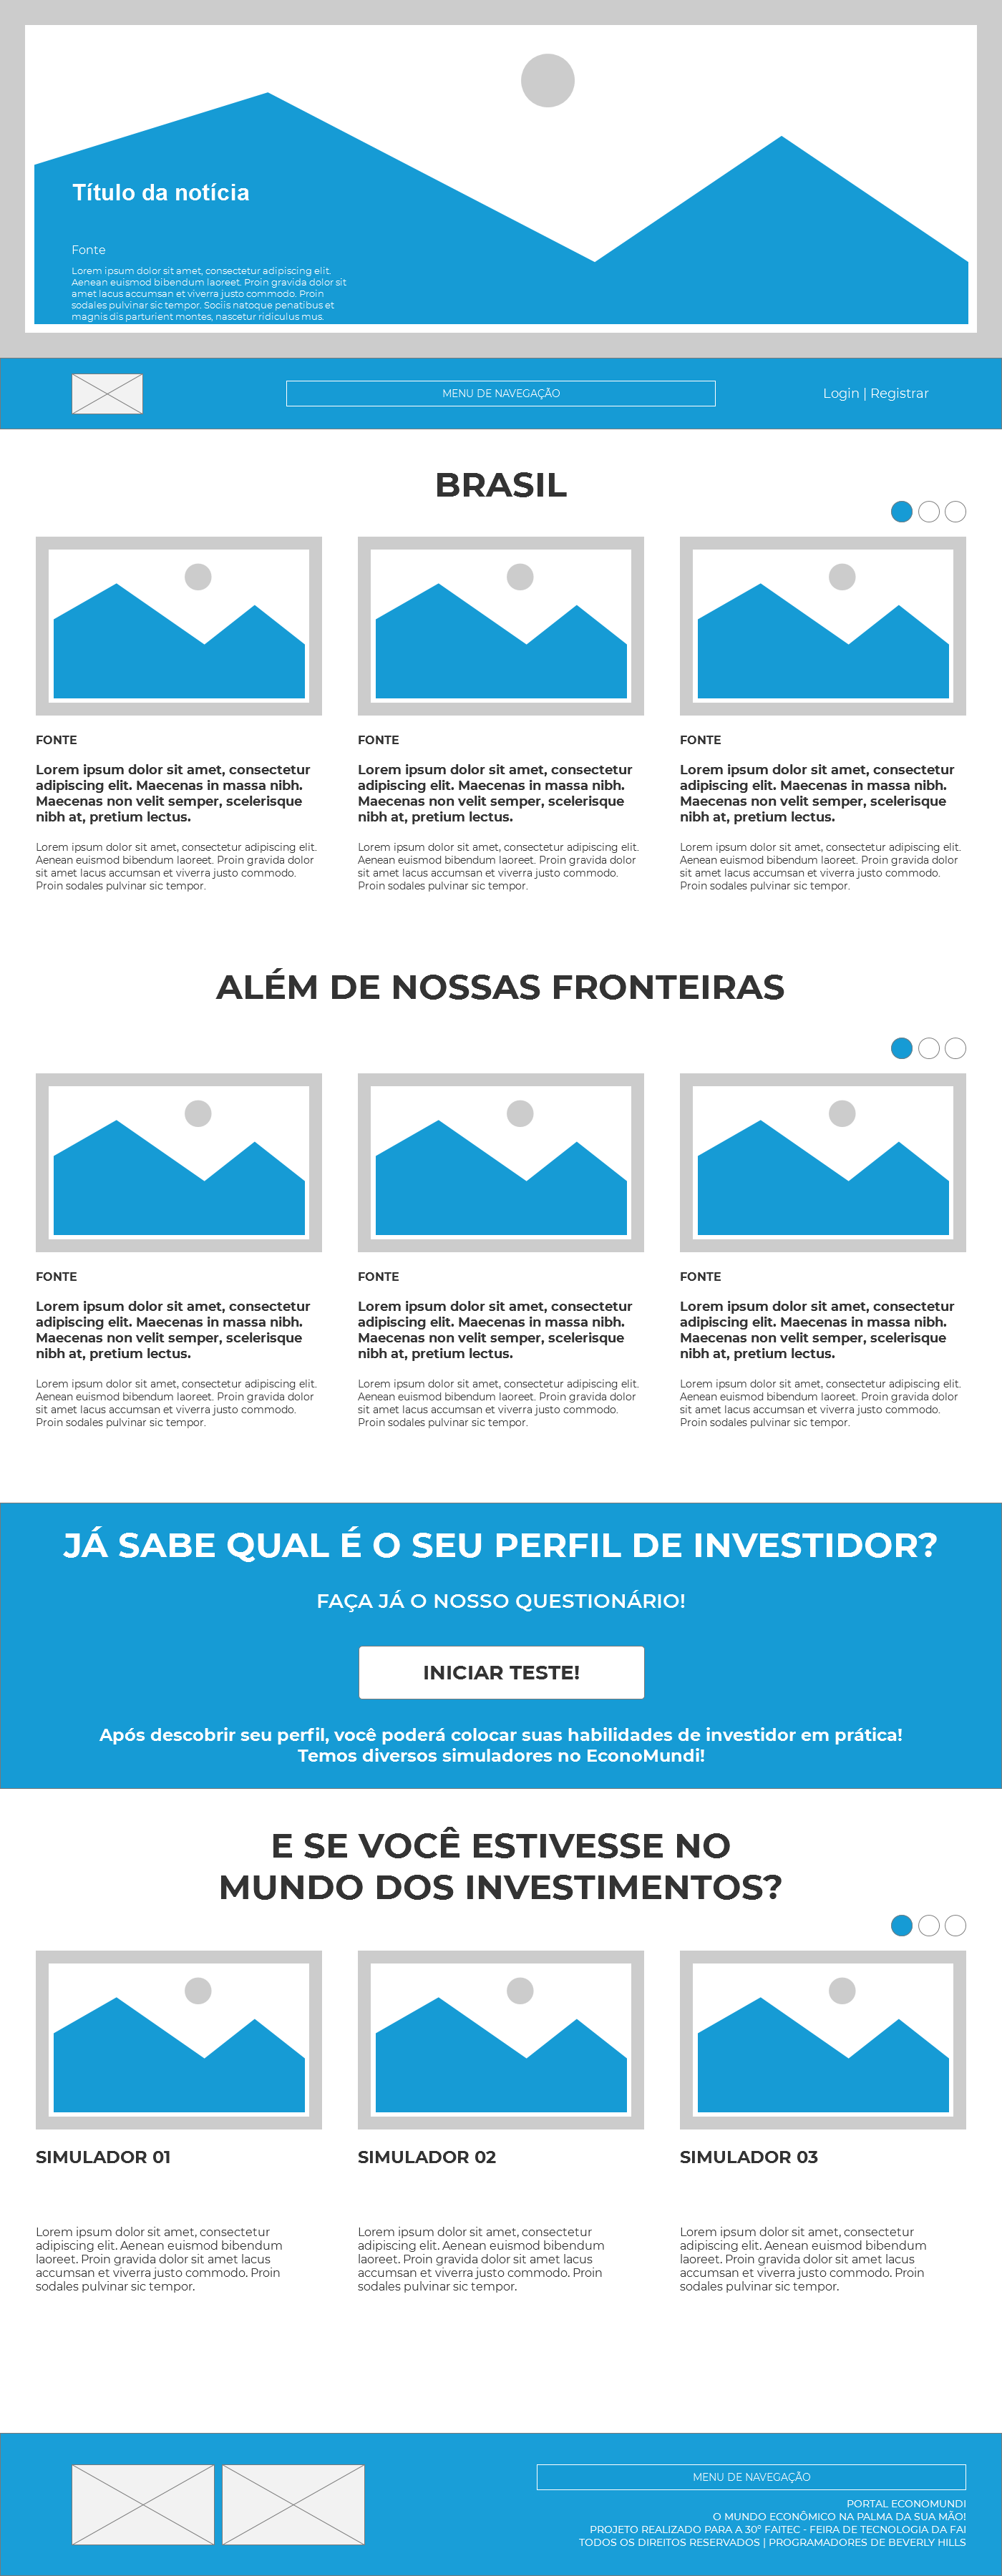 Título da notícia
Fonte
Lorem ipsum dolor sit amet, consectetur adipiscing elit.
Aenean euismod bibendum laoreet. Proin gravida dolor sit
amet lacus accumsan et viverra justo commodo. Proin
sodales pulvinar sic tempor. Sociis natoque penatibus et
magnis dis parturient montes, nascetur ridiculus mus.
MENU DE NAVEGAÇÃO
Login | Registrar
BRASIL
FONTE
Lorem ipsum dolor sit amet, consectetur
adipiscing elit. Maecenas in massa nibh.
Maecenas non velit semper, scelerisque
nibh at, pretium lectus.
Lorem ipsum dolor sit amet, consectetur adipiscing elit.
Aenean euismod bibendum laoreet. Proin gravida dolor
sit amet lacus accumsan et viverra justo commodo.
Proin sodales pulvinar sic tempor.
FONTE
Lorem ipsum dolor sit amet, consectetur
adipiscing elit. Maecenas in massa nibh.
Maecenas non velit semper, scelerisque
nibh at, pretium lectus.
Lorem ipsum dolor sit amet, consectetur adipiscing elit.
Aenean euismod bibendum laoreet. Proin gravida dolor
sit amet lacus accumsan et viverra justo commodo.
Proin sodales pulvinar sic tempor.
FONTE
Lorem ipsum dolor sit amet, consectetur
adipiscing elit. Maecenas in massa nibh.
Maecenas non velit semper, scelerisque
nibh at, pretium lectus.
Lorem ipsum dolor sit amet, consectetur adipiscing elit.
Aenean euismod bibendum laoreet. Proin gravida dolor
sit amet lacus accumsan et viverra justo commodo.
Proin sodales pulvinar sic tempor.
ALÉM DE NOSSAS FRONTEIRAS
FONTE
Lorem ipsum dolor sit amet, consectetur
adipiscing elit. Maecenas in massa nibh.
Maecenas non velit semper, scelerisque
nibh at, pretium lectus.
Lorem ipsum dolor sit amet, consectetur adipiscing elit.
Aenean euismod bibendum laoreet. Proin gravida dolor
sit amet lacus accumsan et viverra justo commodo.
Proin sodales pulvinar sic tempor.
FONTE
Lorem ipsum dolor sit amet, consectetur
adipiscing elit. Maecenas in massa nibh.
Maecenas non velit semper, scelerisque
nibh at, pretium lectus.
Lorem ipsum dolor sit amet, consectetur adipiscing elit.
Aenean euismod bibendum laoreet. Proin gravida dolor
sit amet lacus accumsan et viverra justo commodo.
Proin sodales pulvinar sic tempor.
FONTE
Lorem ipsum dolor sit amet, consectetur
adipiscing elit. Maecenas in massa nibh.
Maecenas non velit semper, scelerisque
nibh at, pretium lectus.
Lorem ipsum dolor sit amet, consectetur adipiscing elit.
Aenean euismod bibendum laoreet. Proin gravida dolor
sit amet lacus accumsan et viverra justo commodo.
Proin sodales pulvinar sic tempor.
JÁ SABE QUAL É O SEU PERFIL DE INVESTIDOR?
FAÇA JÁ O NOSSO QUESTIONÁRIO!
INICIAR TESTE!
Após descobrir seu perfil, você poderá colocar suas habilidades de investidor em prática!
Temos diversos simuladores no EconoMundi!
E SE VOCÊ ESTIVESSE NO
MUNDO DOS INVESTIMENTOS?
SIMULADOR 01
Lorem ipsum dolor sit amet, consectetur
adipiscing elit. Aenean euismod bibendum
laoreet. Proin gravida dolor sit amet lacus
accumsan et viverra justo commodo. Proin
sodales pulvinar sic tempor.
SIMULADOR 02
Lorem ipsum dolor sit amet, consectetur
adipiscing elit. Aenean euismod bibendum
laoreet. Proin gravida dolor sit amet lacus
accumsan et viverra justo commodo. Proin
sodales pulvinar sic tempor.
SIMULADOR 03
Lorem ipsum dolor sit amet, consectetur
adipiscing elit. Aenean euismod bibendum
laoreet. Proin gravida dolor sit amet lacus
accumsan et viverra justo commodo. Proin
sodales pulvinar sic tempor.
MENU DE NAVEGAÇÃO
PORTAL ECONOMUNDI
O MUNDO ECONÔMICO NA PALMA DA SUA MÃO!
PROJETO REALIZADO PARA A 30º FAITEC - FEIRA DE TECNOLOGIA DA FAI
TODOS OS DIREITOS RESERVADOS | PROGRAMADORES DE BEVERLY HILLS